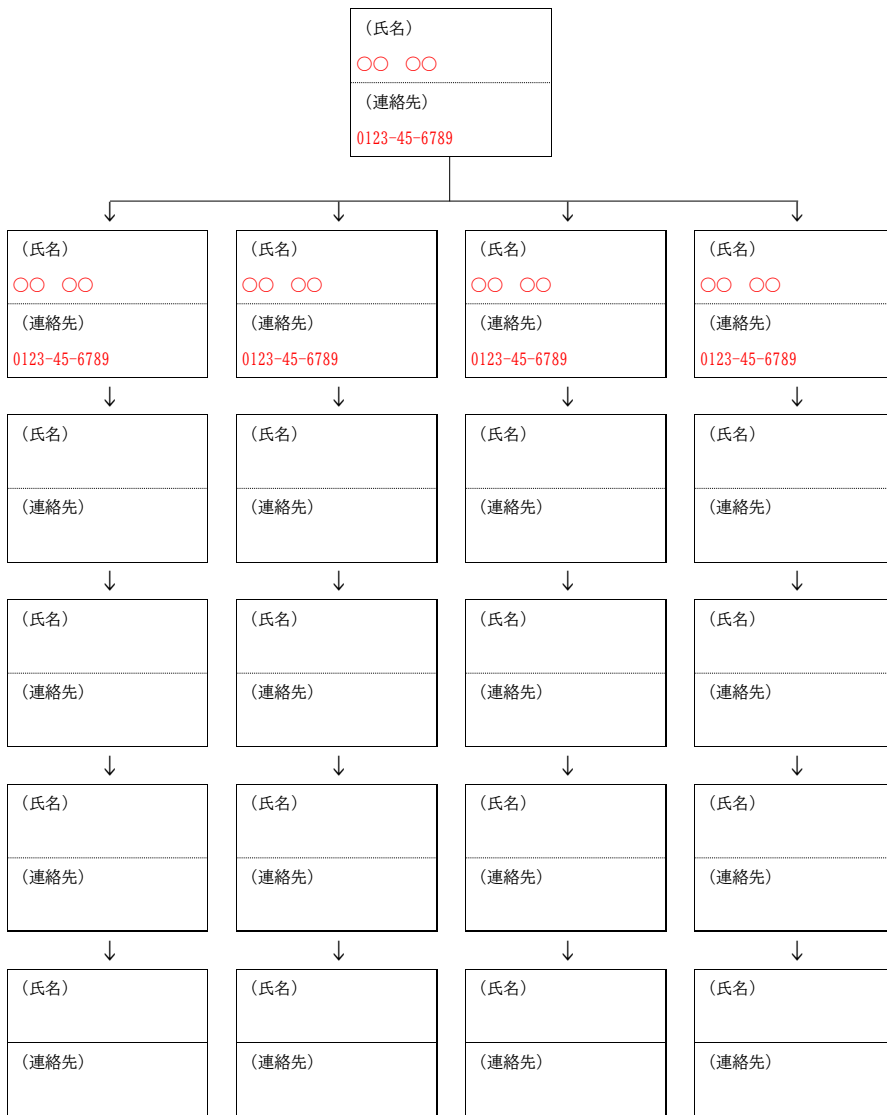 （氏名）
○○　○○
（連絡先）
0123-45-6789
↓ ↓ ↓ ↓
（氏名） （氏名） （氏名） （氏名）
○○　○○ ○○　○○ ○○　○○ ○○　○○
（連絡先） （連絡先） （連絡先） （連絡先）
0123-45-6789 0123-45-6789 0123-45-6789 0123-45-6789
↓ ↓ ↓ ↓
（氏名） （氏名） （氏名） （氏名）
（連絡先） （連絡先） （連絡先） （連絡先）
↓ ↓ ↓ ↓
（氏名） （氏名） （氏名） （氏名）
（連絡先） （連絡先） （連絡先） （連絡先）
↓ ↓ ↓ ↓
（氏名） （氏名） （氏名） （氏名）
（連絡先） （連絡先） （連絡先） （連絡先）
↓ ↓ ↓ ↓
（氏名） （氏名） （氏名） （氏名）
（連絡先） （連絡先） （連絡先） （連絡先）